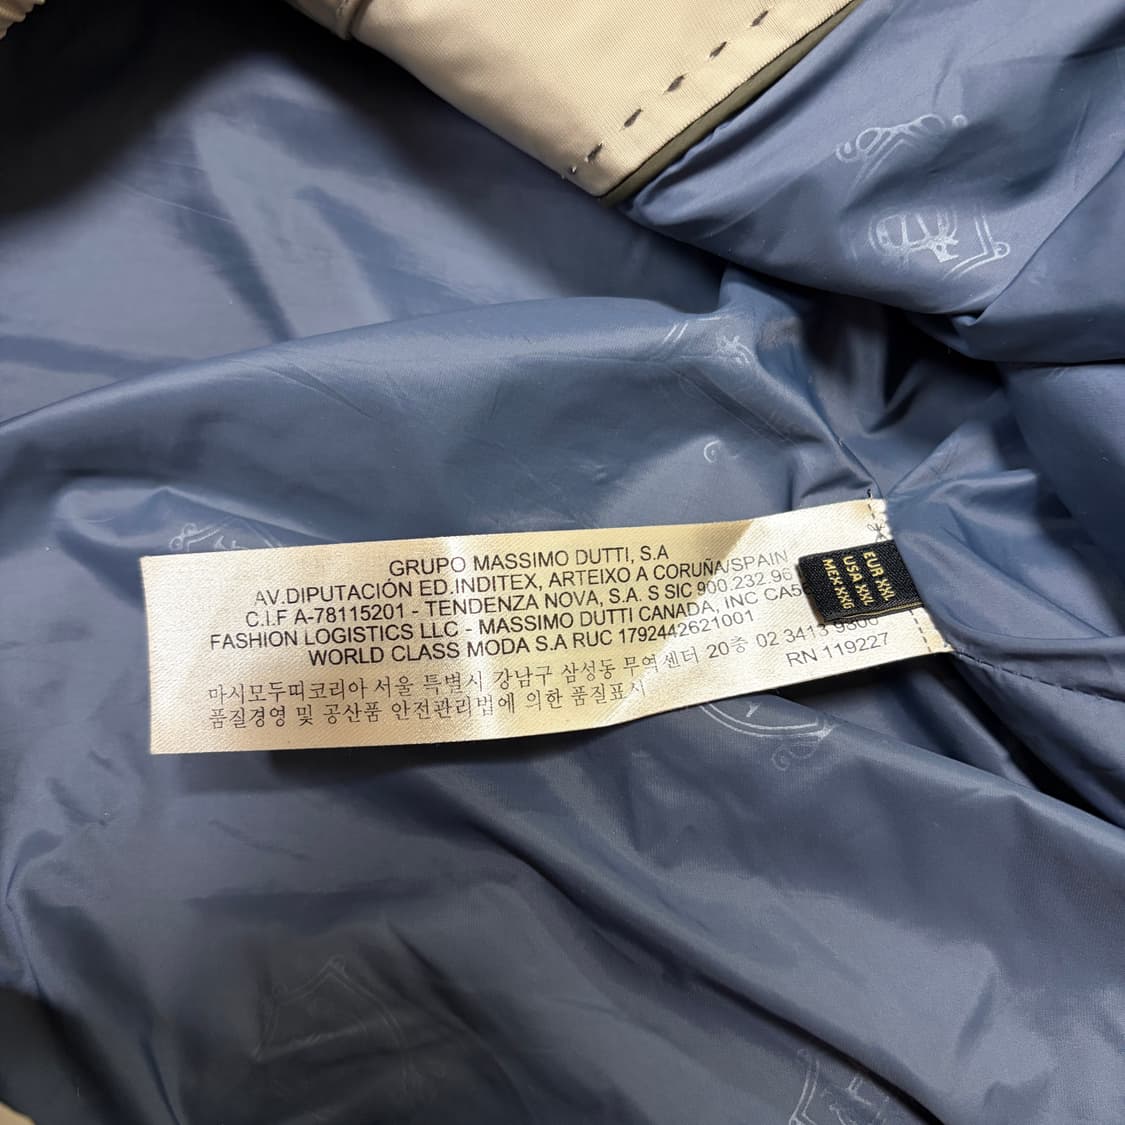 GRUPO MASSIMO DUTTI, S.A
AV.DIPUTACIÓN ED.INDITEX, ARTEIXO A CORUÑA/SPAIN
C.I.F A-78115201 - TENDENZA NOVA, S.A. S SIC 900.232.96
FASHION LOGISTICS LLC - MASSIMO DUTTI CANADA, INC
WORLD CLASS MODA S.A RUC 1792442621001
마시모두띠코리아 서울 특별시 강남구 삼성동 무역센터 20층 02 3413 9800
품질경영 및 공산품 안전관리법에 의한 품질표시
RN 119227
EUR XXL
USA XXL
MEX XXG